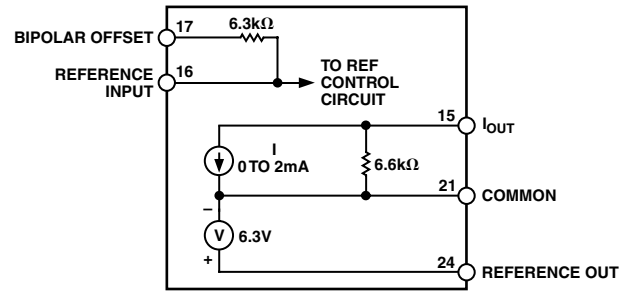 17
6.3kΩ
BIPOLAR OFFSET
16
REFERENCE
INPUT
TO REF
CONTROL
CIRCUIT
15
IOUT
I
0 TO 2mA
6.6kΩ
21
COMMON
–
V
6.3V
+
24
REFERENCE OUT